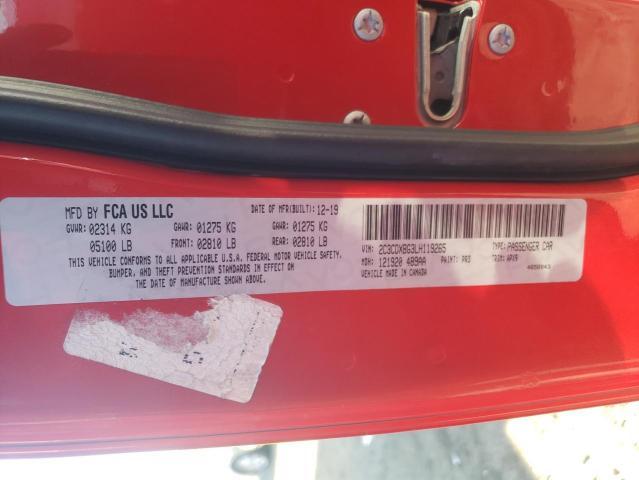 MFD BY FCA US LLC DATE OF MFR(BUILT): 12-19
GVWR: 02314 KG GAWR: 01275 KG GAWR: 01275 KG
05100 LB FRONT: 02810 LB REAR: 02810 LB
THIS VEHICLE CONFORMS TO ALL APPLICABLE U.S.A. FEDERAL MOTOR VEHICLE SAFETY,
BUMPER, AND THEFT PREVENTION STANDARDS IN EFFECT ON
THE DATE OF MANUFACTURE SHOWN ABOVE.
VIN: 2C3CDXBG3LH119265 TYPE: PASSENGER CAR
MDH: 121920 489AA PAINT: PR3 TRIM: APX9
VEHICLE MADE IN CANADA